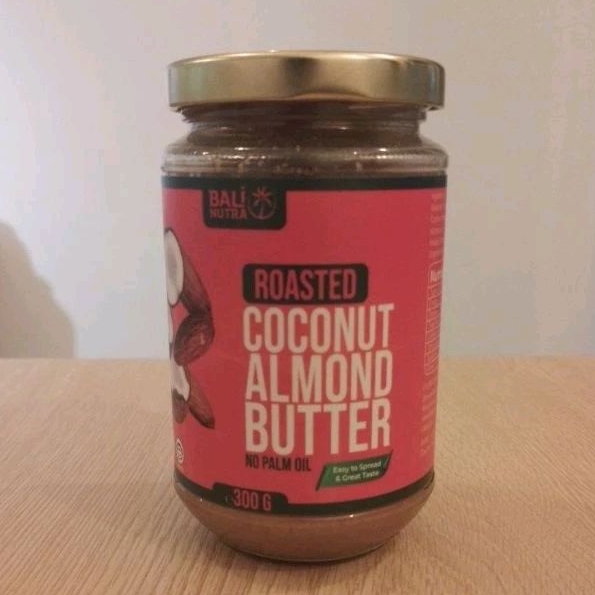 BALI
NUTRA
ROASTED
COCONUT
ALMOND
BUTTER
NO PALM OIL
Easy to Spread
& Great Taste
300 G